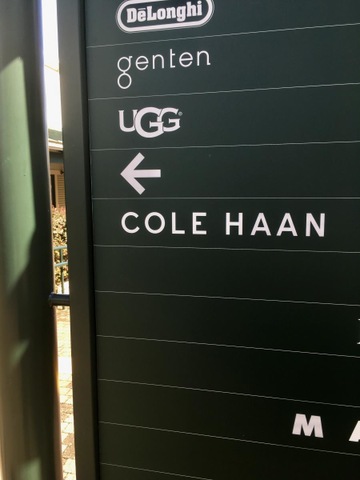 DeLonghi
genten
UGG
COLE HAAN